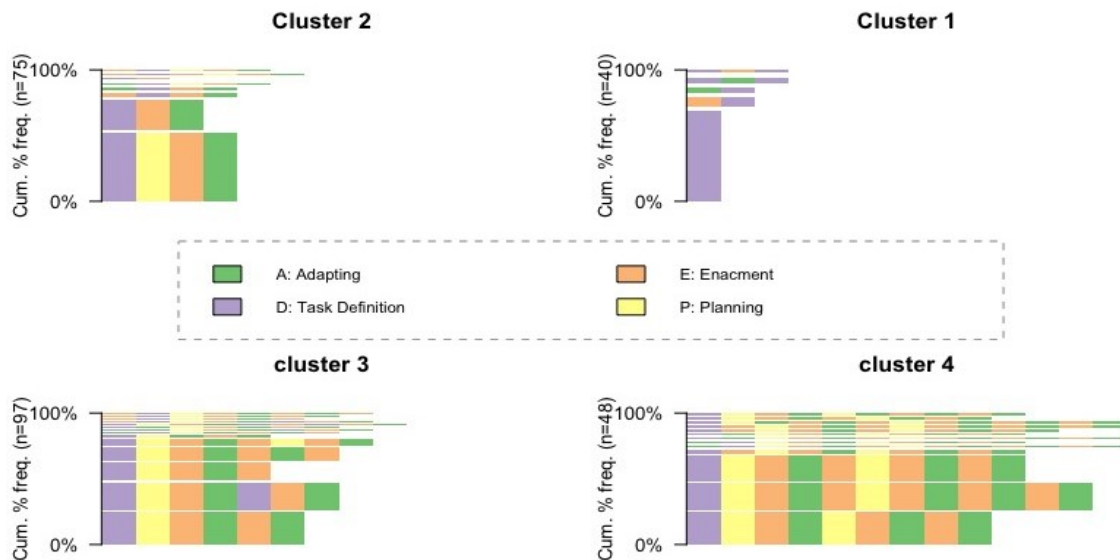 Cluster 2
Cluster 1
Cum. % freq. (n=75)
100%
0%
Cum. % freq. (n=40)
100%
0%
A: Adapting
E: Enacment
D: Task Definition
P: Planning
cluster 3
cluster 4
Cum. % freq. (n=97)
100%
0%
Cum. % freq. (n=48)
100%
0%